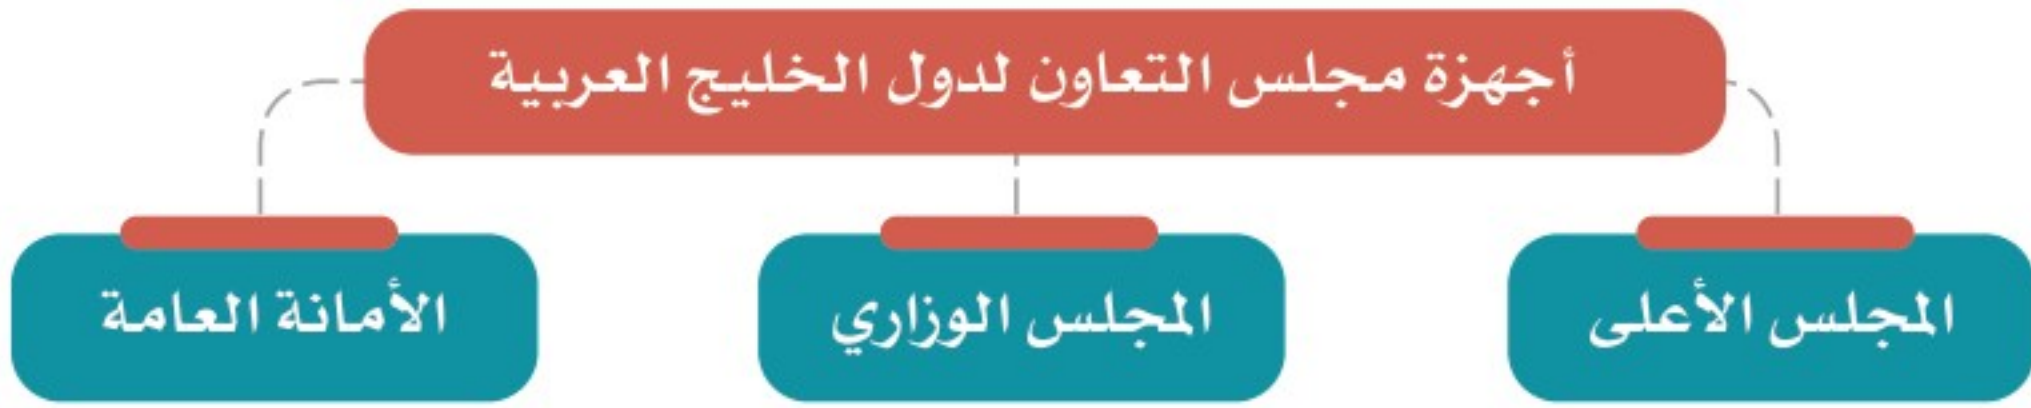 أجهزة مجلس التعاون لدول الخليج العربية
المجلس الأعلى
المجلس الوزاري
الأمانة العامة